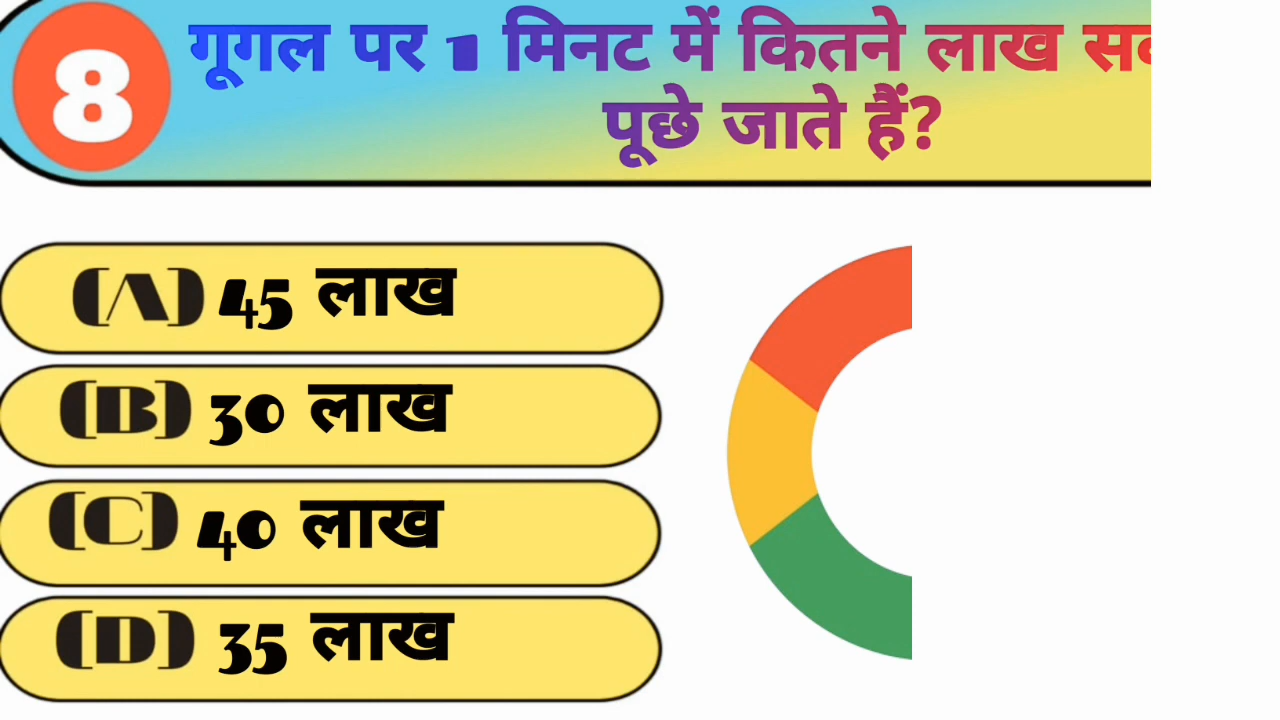 8
गूगल पर 1 मिनट में कितने लाख
पूछे जाते हैं?
(A) 45 लाख
(B) 30 लाख
(C) 40 लाख
(D) 35 लाख